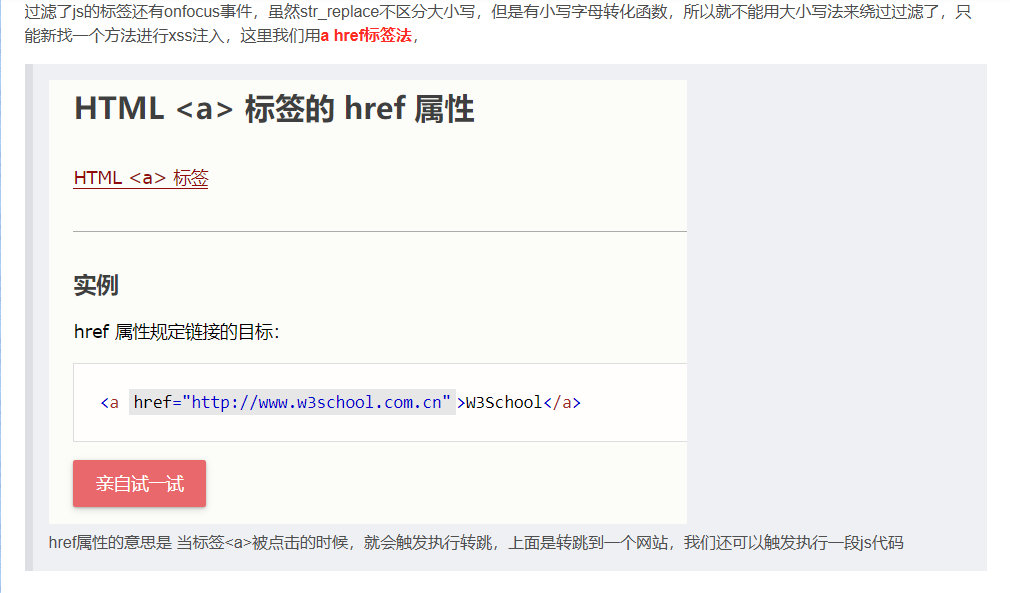 过滤了js的标签还有onfocus事件，虽然str_replace不区分大小写，但是有小写字母转化函数，所以就不能用大小写法来绕过过滤了，只
能新找一个方法进行xss注入，这里我们用a href标签法，
HTML <a> 标签的 href 属性
HTML <a> 标签
实例
href 属性规定链接的目标：
<a href="http://www.w3school.com.cn">W3School</a>
亲自试一试
href属性的意思是 当标签<a>被点击的时候，就会触发执行转跳，上面是转跳到一个网站，我们还可以触发执行一段js代码